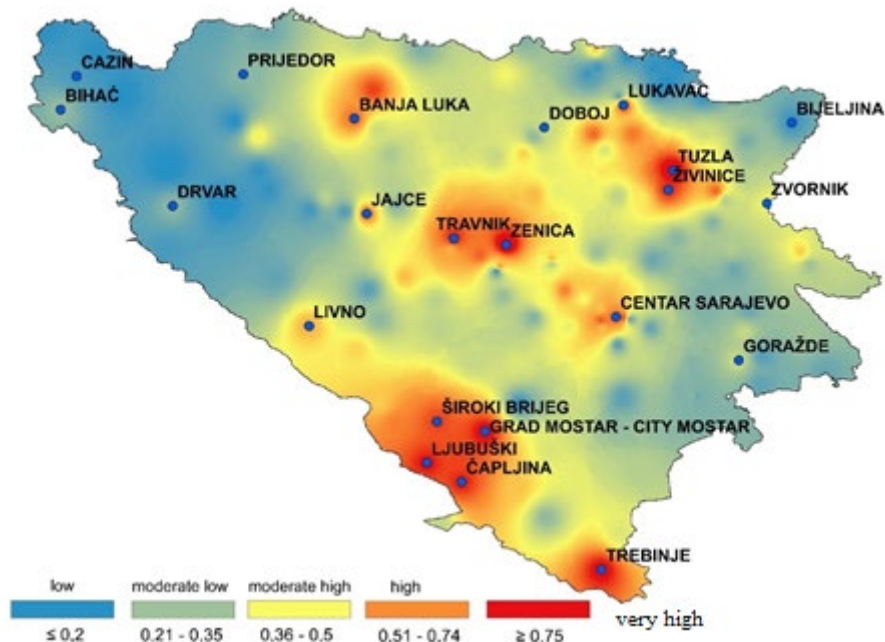 CAZIN
PRIJEDOR
BIHAĆ
BANJA LUKA
LUKAVAC
DOBOJ
BIJELJINA
TUZLA
ŽIVINICE
DRVAR
JAJCE
ZVORNIK
TRAVNIK
ZENICA
LIVNO
CENTAR SARAJEVO
GORAŽDE
ŠIROKI BRIJEG
GRAD MOSTAR - CITY MOSTAR
LJUBUŠKI
ČAPLJINA
TREBINJE
low moderate low moderate high high very high
≤ 0,2 0,21 - 0,35 0,36 - 0,5 0,51 - 0,74 ≥ 0,75